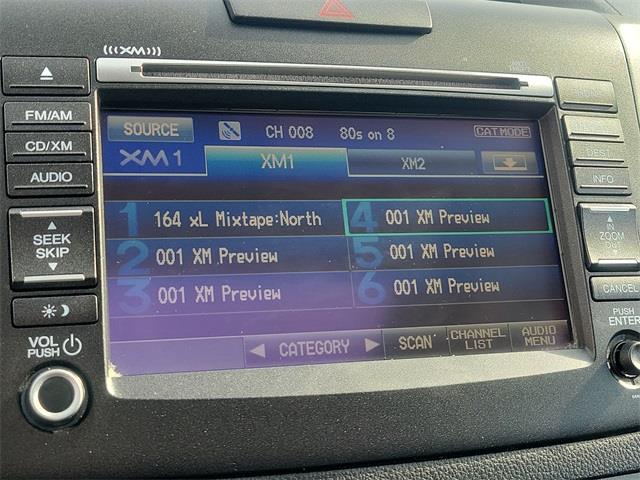 (((XM)))
FM/AM
CD/XM
AUDIO
SEEK
SKIP
VOL
PUSH
SOURCE
CH 008
80s on 8
CAT MODE
XM 1
XM1
XM2
1 164 xL Mixtape:North
2 001 XM Preview
3 001 XM Preview
4 001 XM Preview
5 001 XM Preview
6 001 XM Preview
CATEGORY
SCAN
CHANNEL
LIST
AUDIO
MENU
DEST
INFO
IN
ZOOM
OUT
CANCEL
PUSH
ENTER